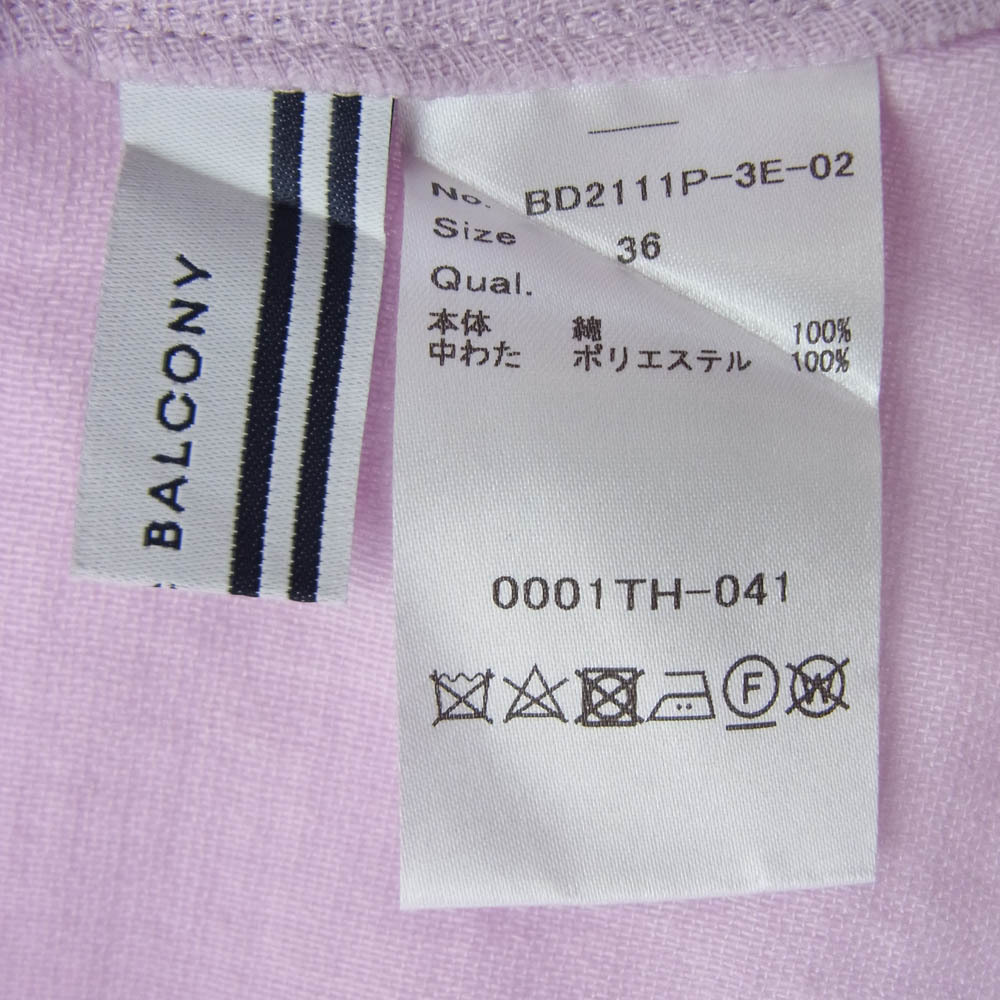 BALCONY
No. BD2111P-3E-02
Size 36
Qual.
本体 綿 100%
中わた ポリエステル 100%
0001TH-041
F
W